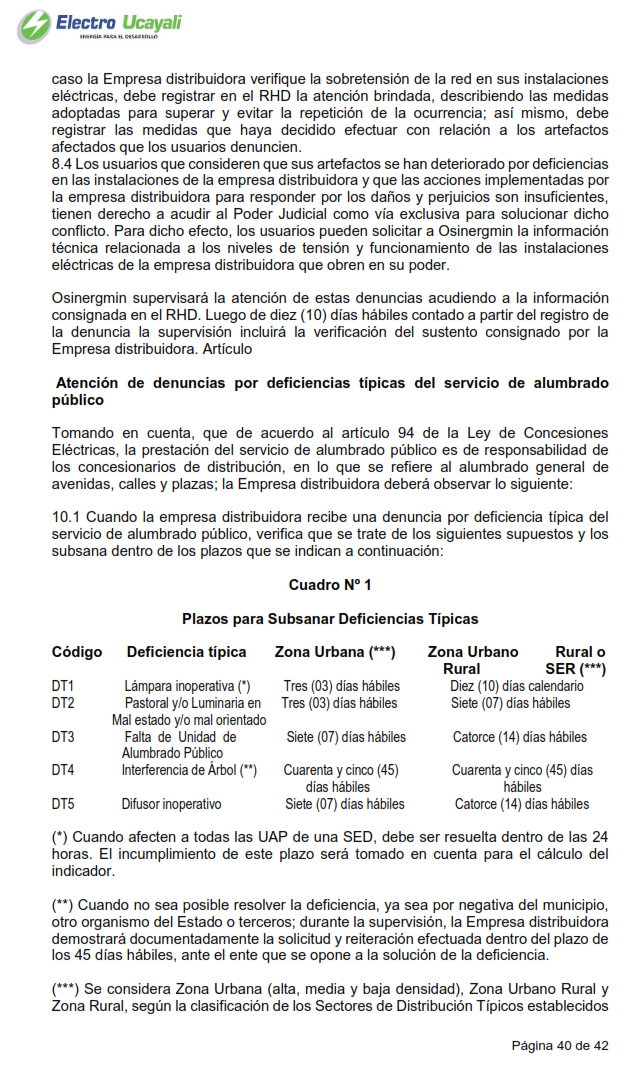 Electro Ucayali
ENERGÍA PARA EL DESARROLLO
caso la Empresa distribuidora verifique la sobretensión de la red en sus instalaciones
eléctricas, debe registrar en el RHD la atención brindada, describiendo las medidas
adoptadas para superar y evitar la repetición de la ocurrencia; así mismo, debe
registrar las medidas que haya decidido efectuar con relación a los artefactos
afectados que los usuarios denuncien.
8.4 Los usuarios que consideren que sus artefactos se han deteriorado por deficiencias
en las instalaciones de la empresa distribuidora y que las acciones implementadas por
la empresa distribuidora para responder por los daños y perjuicios son insuficientes,
tienen derecho a acudir al Poder Judicial como vía exclusiva para solucionar dicho
conflicto. Para dicho efecto, los usuarios pueden solicitar a Osinergmin la información
técnica relacionada a los niveles de tensión y funcionamiento de las instalaciones
eléctricas de la empresa distribuidora que obren en su poder.
Osinergmin supervisará la atención de estas denuncias acudiendo a la información
consignada en el RHD. Luego de diez (10) días hábiles contado a partir del registro de
la denuncia la supervisión incluirá la verificación del sustento consignado por la
Empresa distribuidora. Artículo
Atención de denuncias por deficiencias típicas del servicio de alumbrado
público
Tomando en cuenta, que de acuerdo al artículo 94 de la Ley de Concesiones
Eléctricas, la prestación del servicio de alumbrado público es de responsabilidad de
los concesionarios de distribución, en lo que se refiere al alumbrado general de
avenidas, calles y plazas; la Empresa distribuidora deberá observar lo siguiente:
10.1 Cuando la empresa distribuidora recibe una denuncia por deficiencia típica del
servicio de alumbrado público, verifica que se trate de los siguientes supuestos y los
subsana dentro de los plazos que se indican a continuación:
Cuadro Nº 1
Plazos para Subsanar Deficiencias Típicas
Código Deficiencia típica Zona Urbana (***) Zona Urbano Rural o
Rural SER (***)
DT1 Lámpara inoperativa (*) Tres (03) días hábiles Diez (10) días calendario
DT2 Pastoral y/o Luminaria en Tres (03) días hábiles Siete (07) días hábiles
Mal estado y/o mal orientado
DT3 Falta de Unidad de Siete (07) días hábiles Catorce (14) días hábiles
Alumbrado Público
DT4 Interferencia de Árbol (**) Cuarenta y cinco (45) Cuarenta y cinco (45) días
días hábiles hábiles
DT5 Difusor inoperativo Siete (07) días hábiles Catorce (14) días hábiles
(*) Cuando afecten a todas las UAP de una SED, debe ser resuelta dentro de las 24
horas. El incumplimiento de este plazo será tomado en cuenta para el cálculo del
indicador.
(**) Cuando no sea posible resolver la deficiencia, ya sea por negativa del municipio,
otro organismo del Estado o terceros; durante la supervisión, la Empresa distribuidora
demostrará documentadamente la solicitud y reiteración efectuada dentro del plazo de
los 45 días hábiles, ante el ente que se opone a la solución de la deficiencia.
(***) Se considera Zona Urbana (alta, media y baja densidad), Zona Urbano Rural y
Zona Rural, según la clasificación de los Sectores de Distribución Típicos establecidos
Página 40 de 42